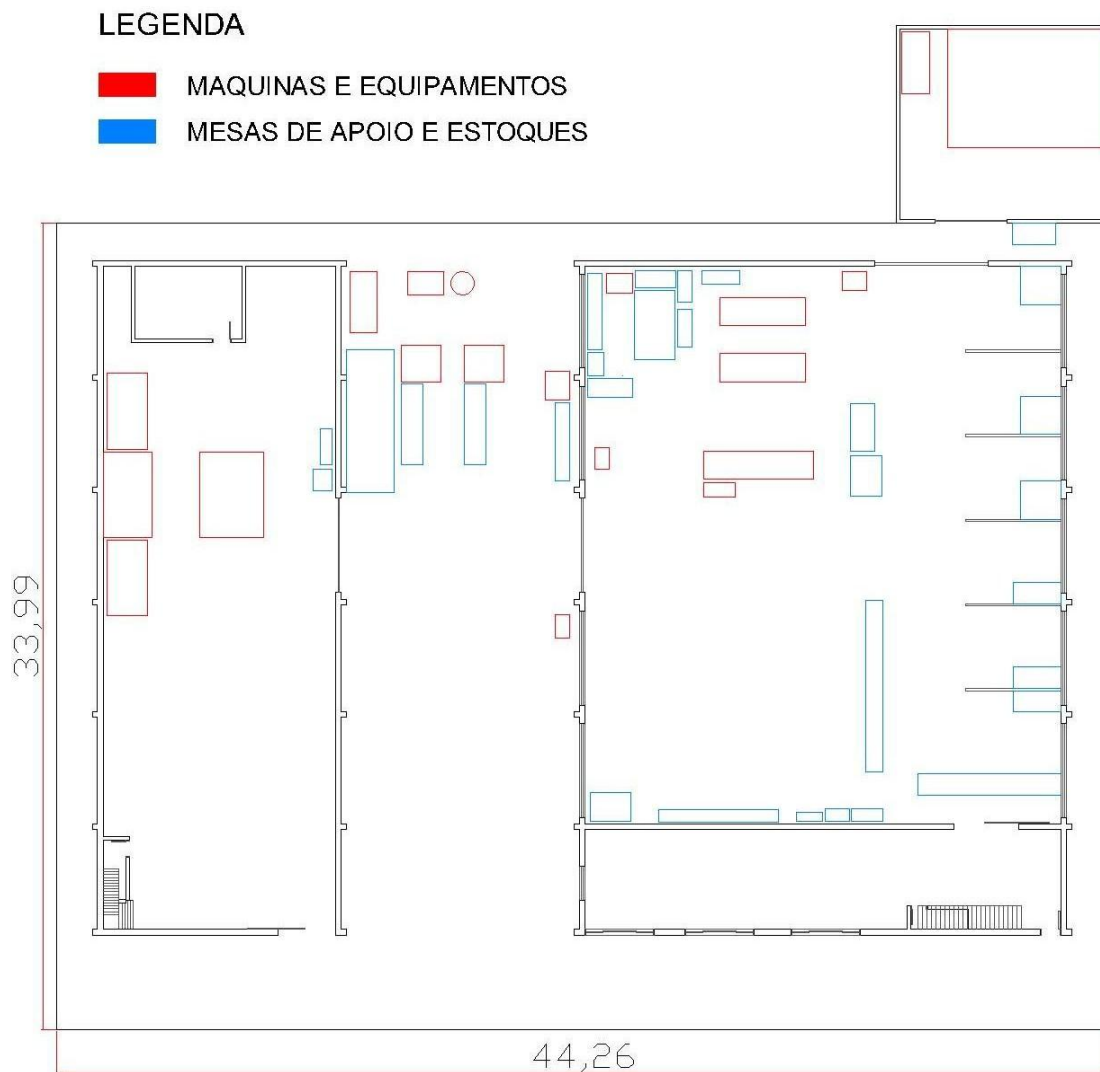 LEGENDA
MAQUINAS E EQUIPAMENTOS
MESAS DE APOIO E ESTOQUES
33,99
44,26